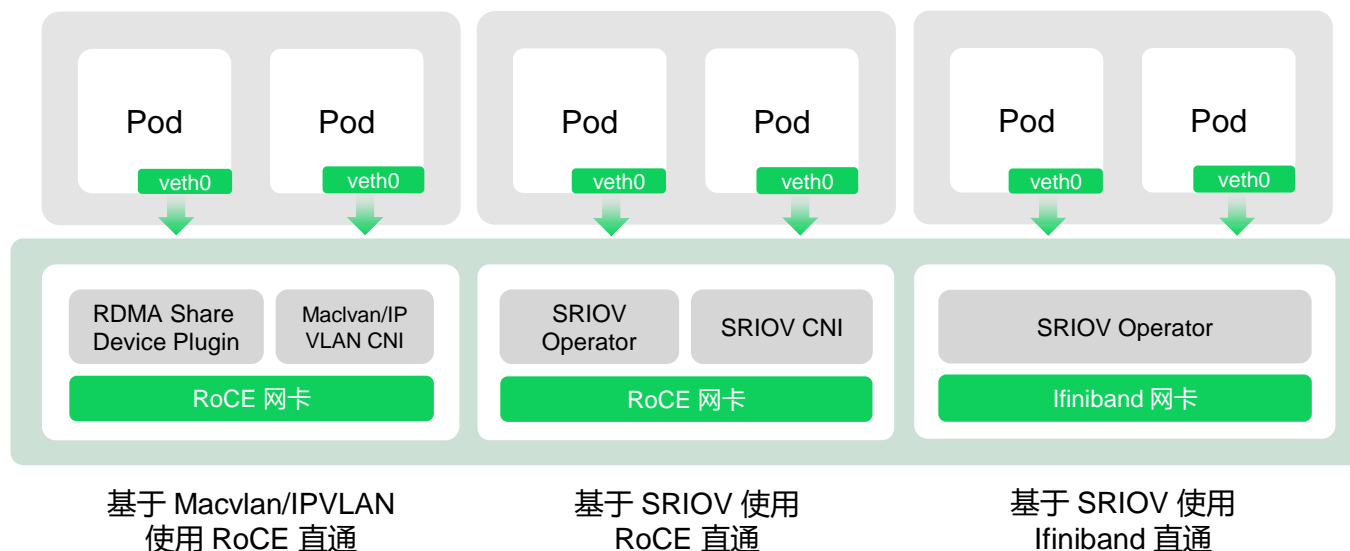 Pod
Pod
veth0
veth0
RDMA Share
Device Plugin
Maclvan/IP
VLAN CNI
RoCE 网卡
基于 Macvlan/IPVLAN
使用 RoCE 直通
Pod
Pod
veth0
veth0
SRIOV
Operator
SRIOV CNI
RoCE 网卡
基于 SRIOV 使用
RoCE 直通
Pod
Pod
veth0
veth0
SRIOV Operator
Ifiniband 网卡
基于 SRIOV 使用
Ifiniband 直通